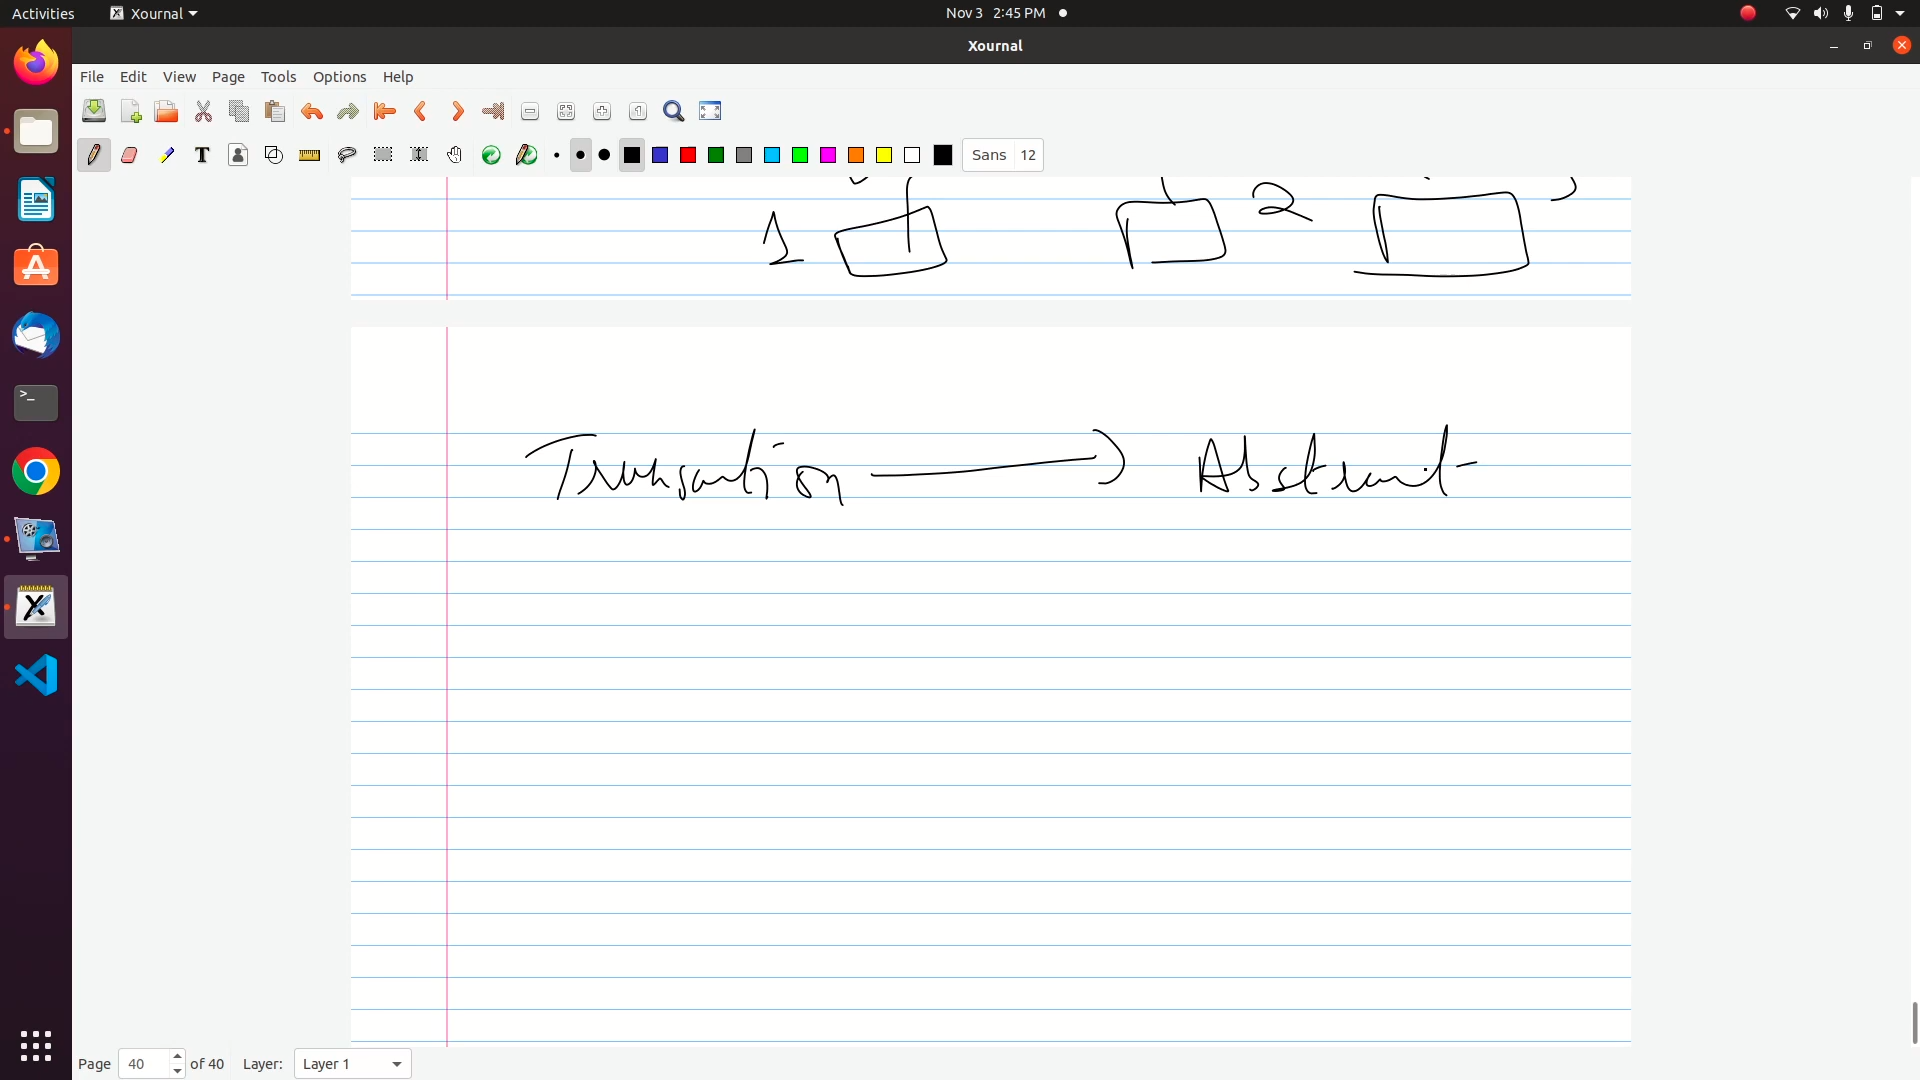 Activities Xournal Nov 3 2:45 PM
Xournal
File Edit View Page Tools Options Help
Sans 12
1 2
Transaction → Abstract
Page 40 of 40 Layer: Layer 1